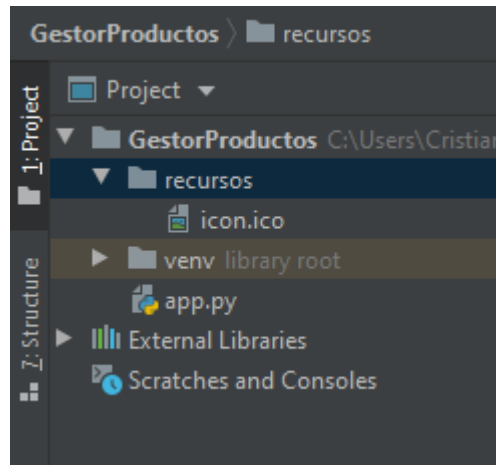 GestorProductos recursos
Project
1: Project
GestorProductos C:\Users\Cristian
recursos
icon.ico
venv library root
app.py
7: Structure
External Libraries
Scratches and Consoles